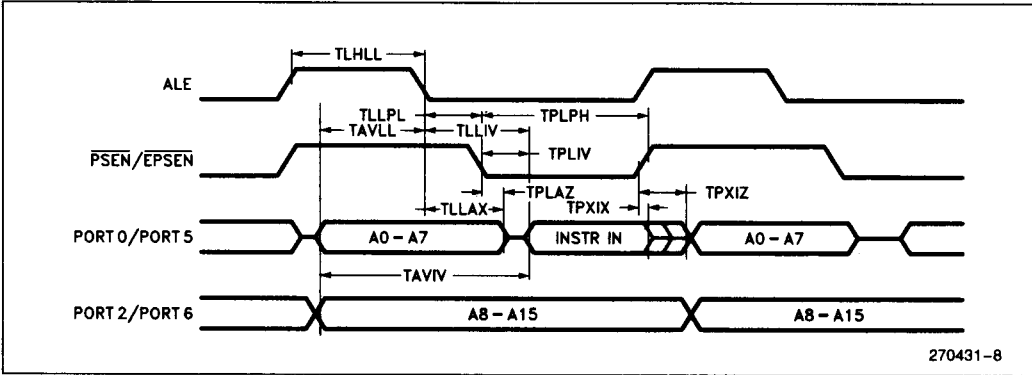 TLHLL
ALE
TLLPL
TPLPH
TAVLL
TLLIV
PSEN/EPSEN
TPLIV
TPLAZ
TPXIZ
TLLAX
TPXIX
PORT 0/PORT 5
A0-A7
INSTR IN
A0-A7
TAVIV
PORT 2/PORT 6
A8-A15
A8-A15
270431-8